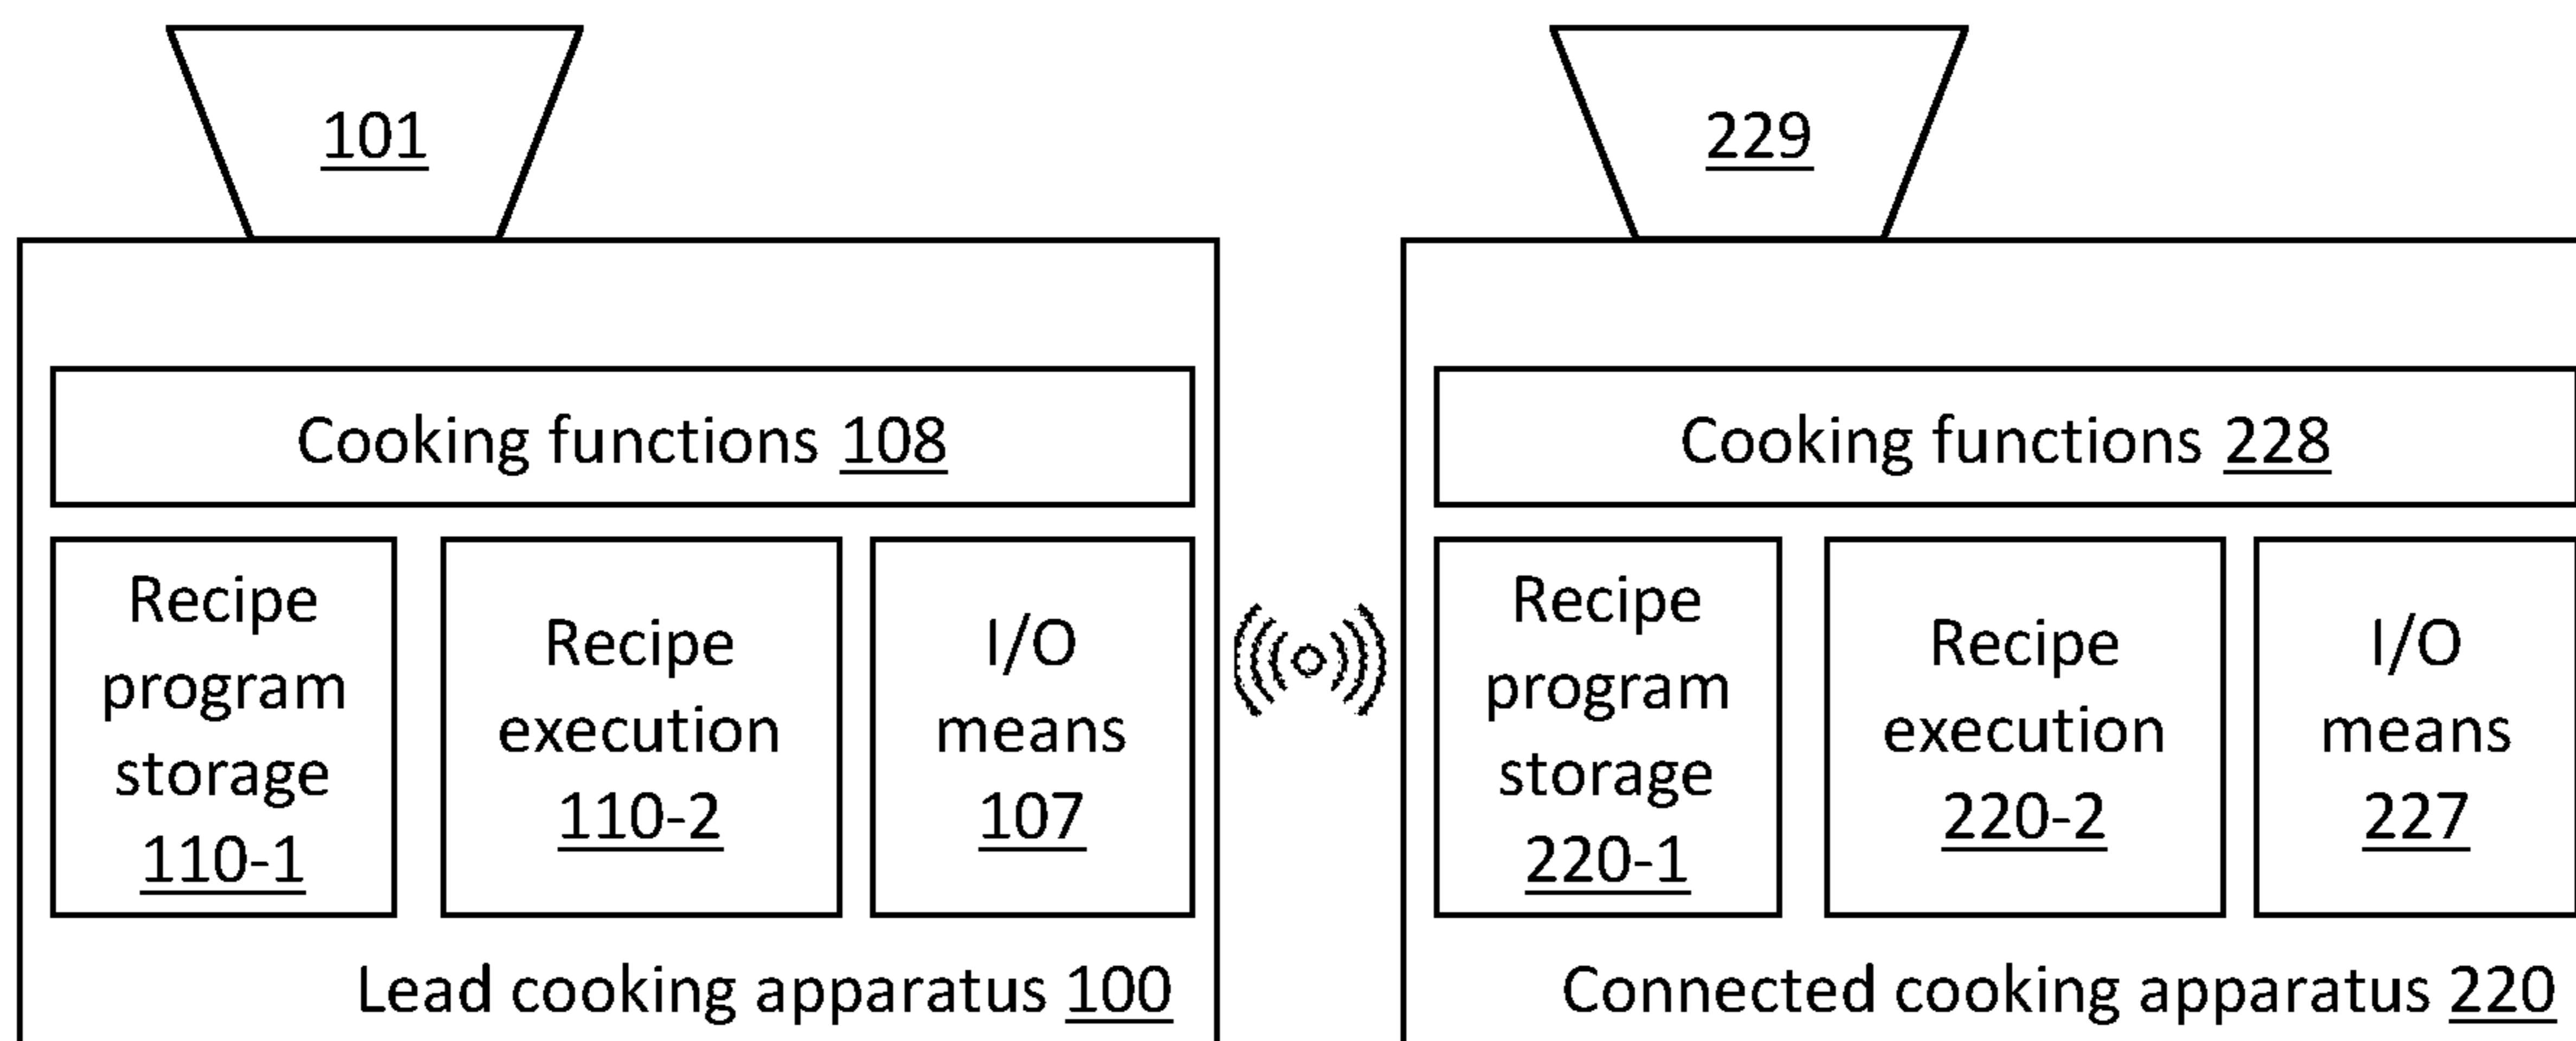 101
Cooking functions 108
Recipe
program
storage
110-1
Recipe
execution
110-2
I/O
means
107
Lead cooking apparatus 100
229
Cooking functions 228
Recipe
program
storage
220-1
Recipe
execution
220-2
I/O
means
227
Connected cooking apparatus 220